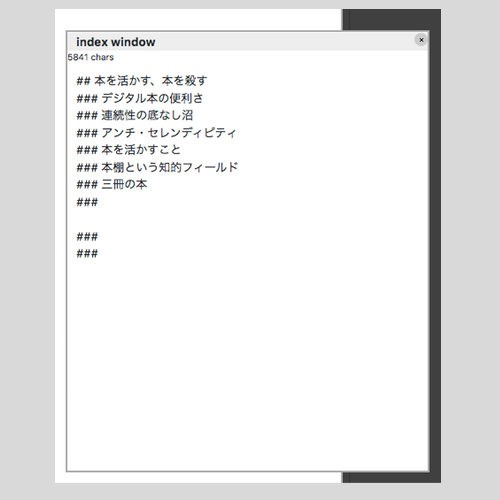 index window
5841 chars
## 本を活かす、本を殺す
### デジタル本の便利さ
### 連続性の底なし沼
### アンチ・セレンディピティ
### 本を活かすこと
### 本棚という知的フィールド
### 三冊の本
###
###
###